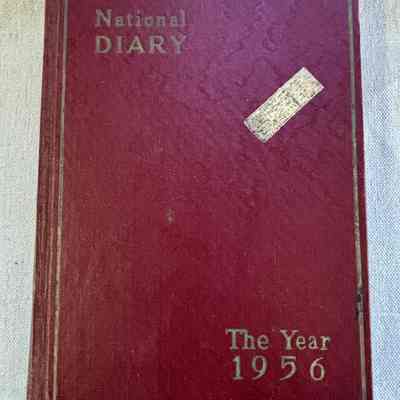 National
DIARY
The Year
1956